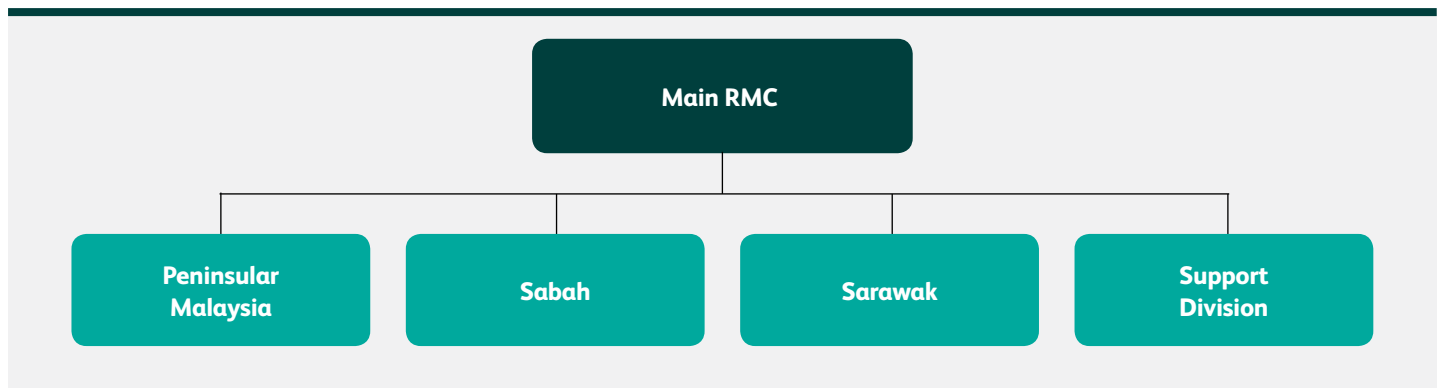 Main RMC
Peninsular
Malaysia
Sabah
Sarawak
Support
Division